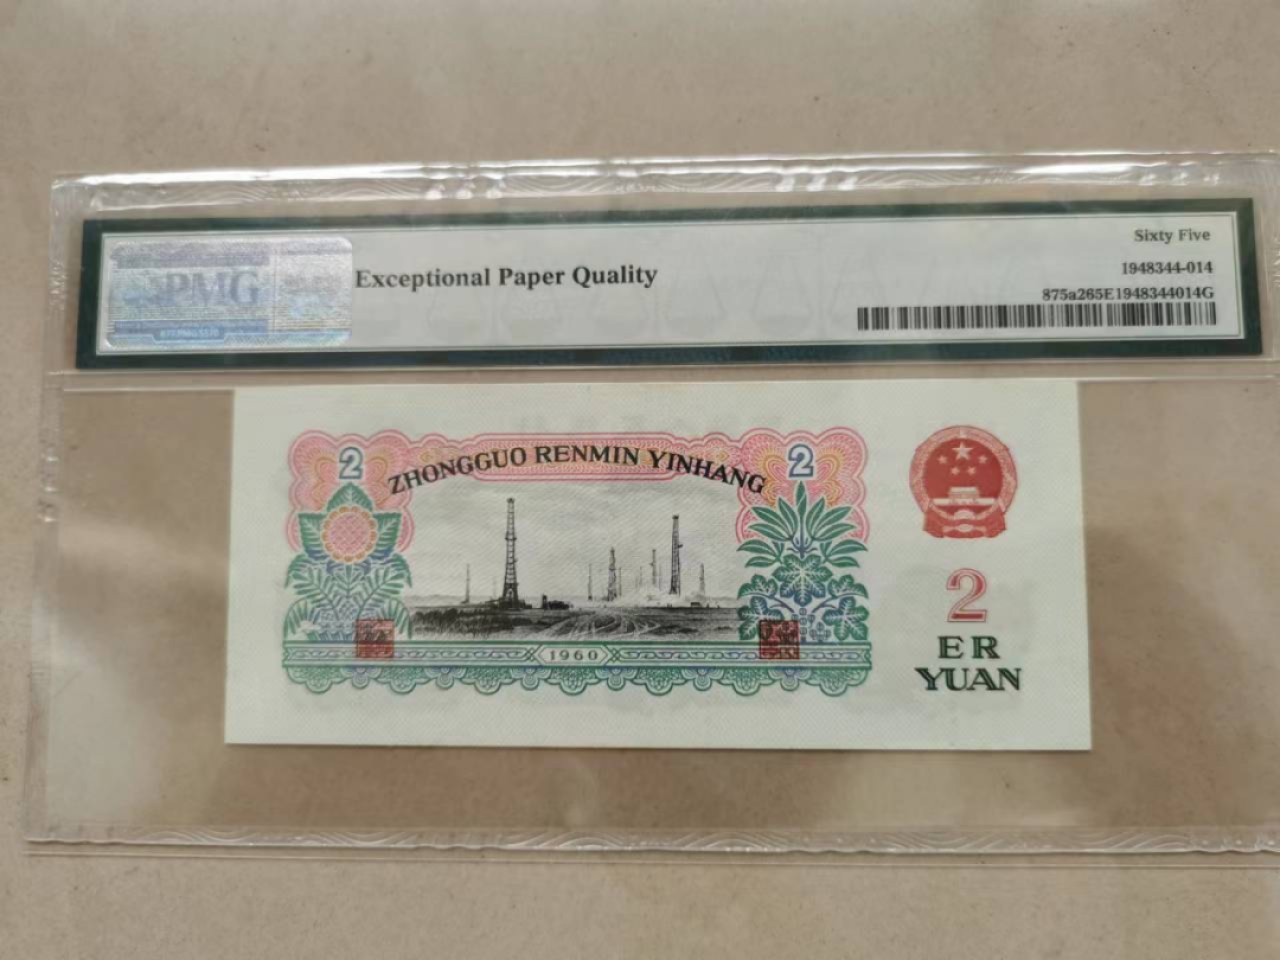 PMG
Exceptional Paper Quality
Sixty Five
1948344-014
875a265E1948344014G
2
ZHONGGUO RENMIN YINHANG
2
2
ER
YUAN
1960